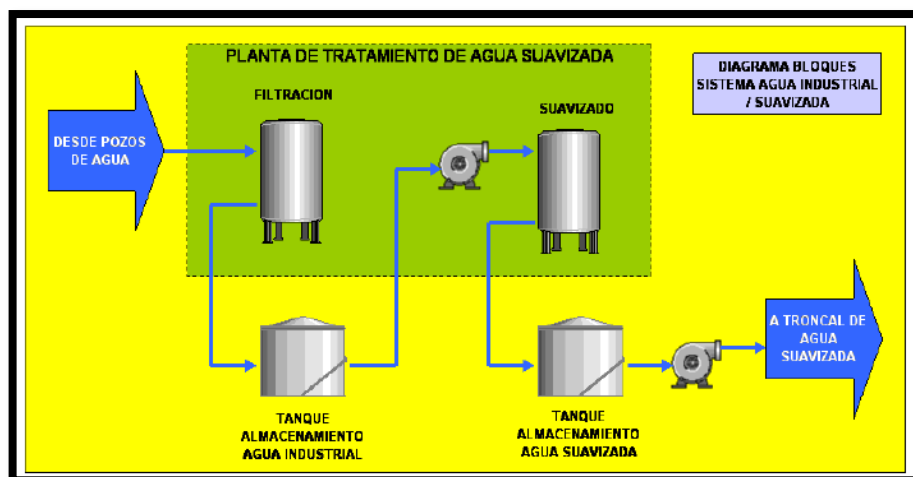 PLANTA DE TRATAMIENTO DE AGUA SUAVIZADA
DIAGRAMA BLOQUES
SISTEMA AGUA INDUSTRIAL
/ SUAVIZADA
FILTRACION
SUAVIZADO
DESDE POZOS
DE AGUA
A TRONCAL DE
AGUA
SUAVIZADA
TANQUE
ALMACENAMIENTO
AGUA INDUSTRIAL
TANQUE
ALMACENAMIENTO
AGUA SUAVIZADA